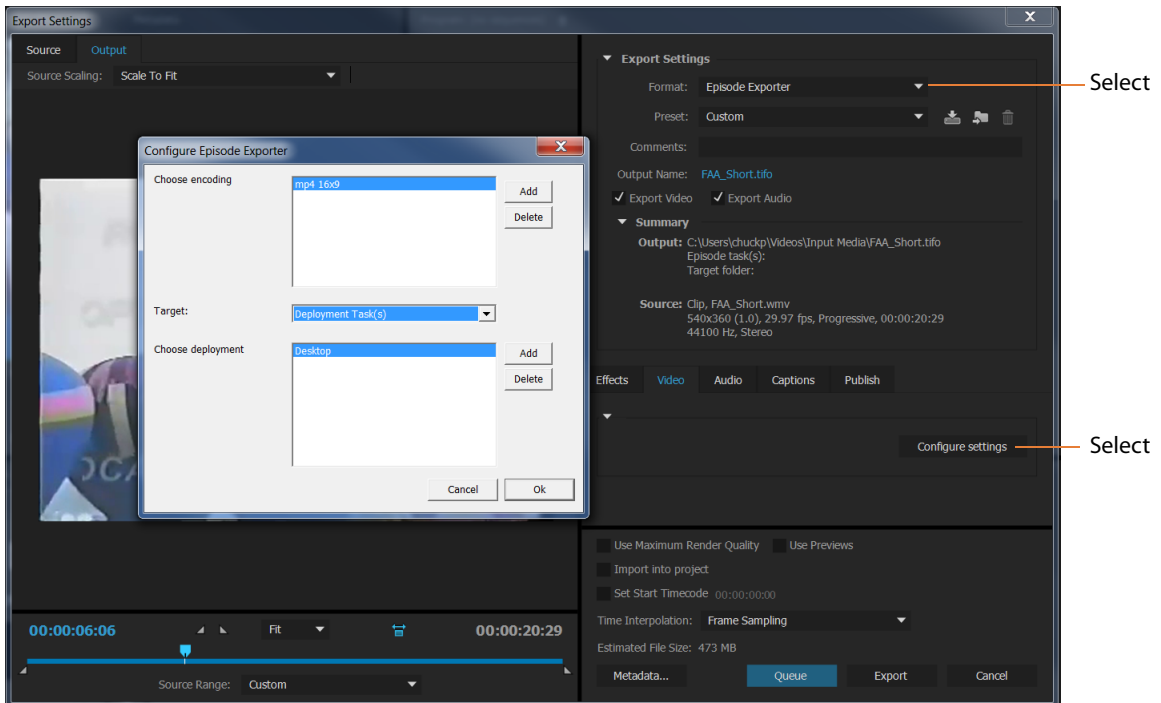 Export Settings
X
Source Output
Source Scaling: Scale To Fit
Configure Episode Exporter
X
Choose encoding
mp4 16x9
Add
Delete
Target:
Deployment Task(s)
Choose deployment
Desktop
Add
Delete
Cancel Ok
00:00:06:06 Fit 00:00:20:29
Source Range: Custom
Export Settings
Format: Episode Exporter
Select
Preset: Custom
Comments:
Output Name: FAA_Short.tifo
Export Video Export Audio
Summary
Output: C:\Users\chuckp\Videos\Input Media\FAA_Short.tifo
Episode task(s):
Target folder:
Source: Clip, FAA_Short.wmv
540x360 (1.0), 29.97 fps, Progressive, 00:00:20:29
44100 Hz, Stereo
Effects Video Audio Captions Publish
Configure settings
Select
Use Maximum Render Quality Use Previews
Import into project
Set Start Timecode 00:00:00:00
Time Interpolation: Frame Sampling
Estimated File Size: 473 MB
Metadata... Queue Export Cancel